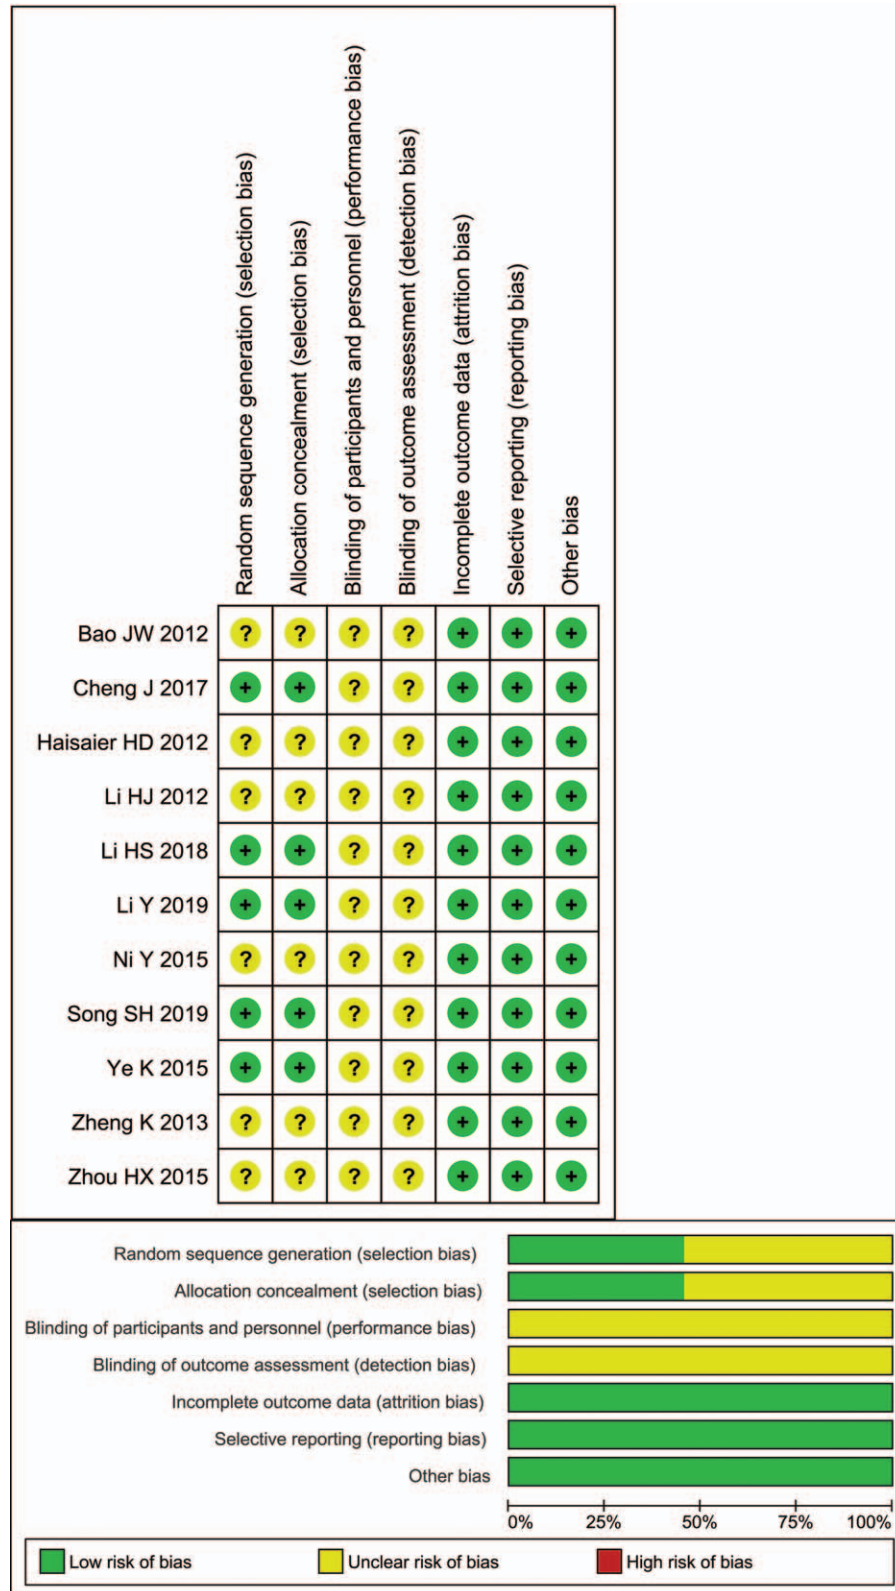 Random sequence generation (selection bias)
Allocation concealment (selection bias)
Blinding of participants and personnel (performance bias)
Blinding of outcome assessment (detection bias)
Incomplete outcome data (attrition bias)
Selective reporting (reporting bias)
Other bias
Bao JW 2012 ? ? ? ? + + +
Cheng J 2017 + + ? ? + + +
Haisaier HD 2012 ? ? ? ? + + +
Li HJ 2012 ? ? ? ? + + +
Li HS 2018 + + ? ? + + +
Li Y 2019 + + ? ? + + +
Ni Y 2015 ? ? ? ? + + +
Song SH 2019 + + ? ? + + +
Ye K 2015 + + ? ? + + +
Zheng K 2013 ? ? ? ? + + +
Zhou HX 2015 ? ? ? ? + + +
Random sequence generation (selection bias)
Allocation concealment (selection bias)
Blinding of participants and personnel (performance bias)
Blinding of outcome assessment (detection bias)
Incomplete outcome data (attrition bias)
Selective reporting (reporting bias)
Other bias
0% 25% 50% 75% 100%
Low risk of bias Unclear risk of bias High risk of bias